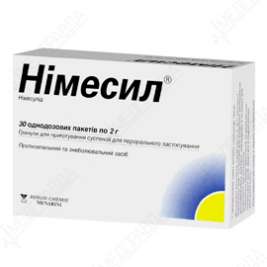 Німесил®
Німесулід
30 однодозових пакетів по 2 г
Гранули для приготування суспензії для перорального застосування
Протизапальний та знеболювальний засіб
BERLIN-CHEMIE
MENARINI